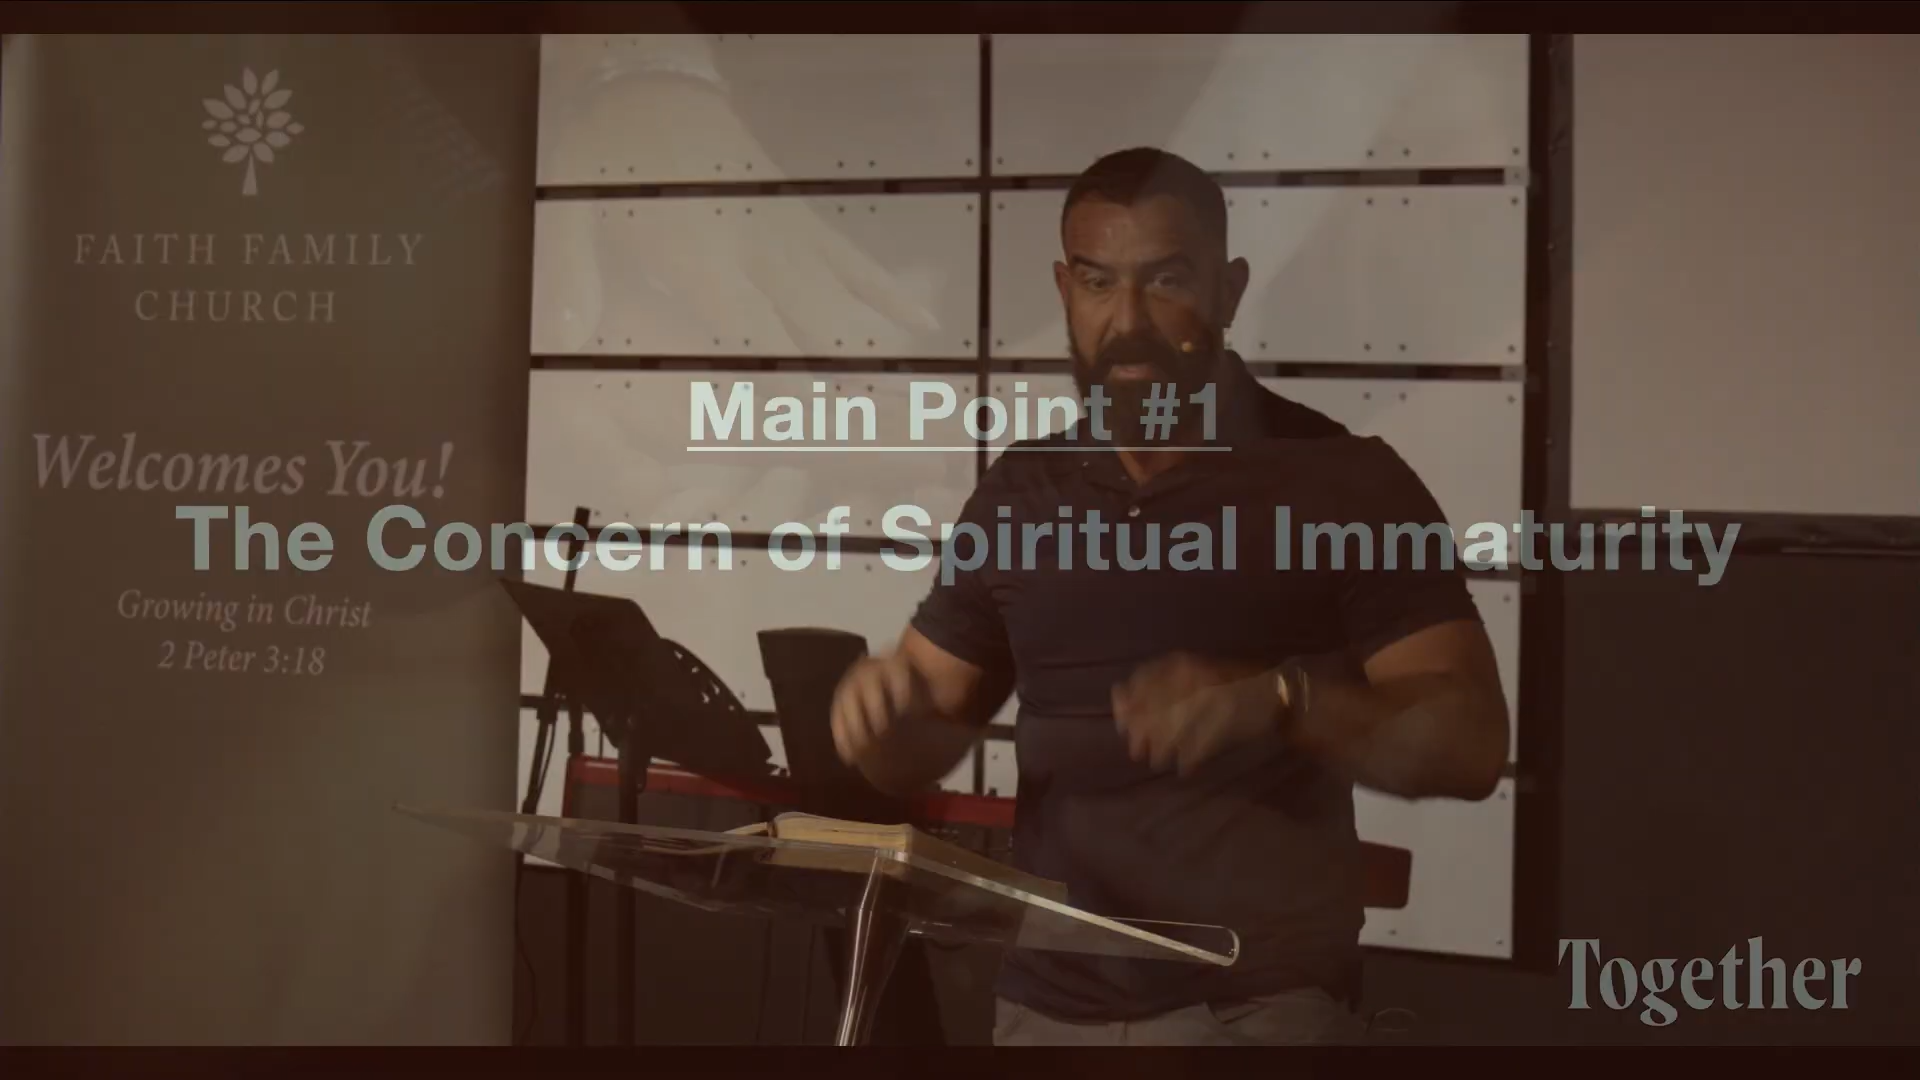 FAITH FAMILY
CHURCH
Welcomes You!
Growing in Christ
2 Peter 3:18
Main Point #1
The Concern of Spiritual Immaturity
Together